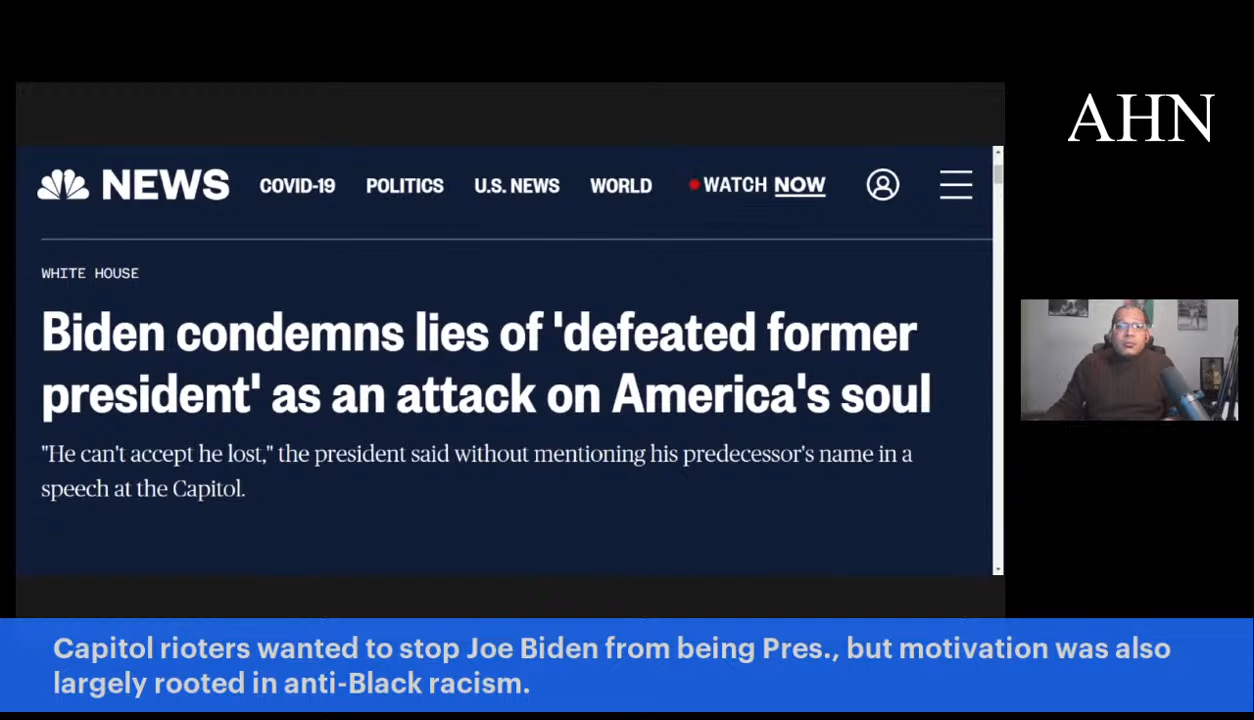 AHN
NEWS
COVID-19
POLITICS
U.S. NEWS
WORLD
WATCH NOW
WHITE HOUSE
Biden condemns lies of 'defeated former
president' as an attack on America's soul
"He can't accept he lost," the president said without mentioning his predecessor's name in a
speech at the Capitol.
Capitol rioters wanted to stop Joe Biden from being Pres., but motivation was also
largely rooted in anti-Black racism.